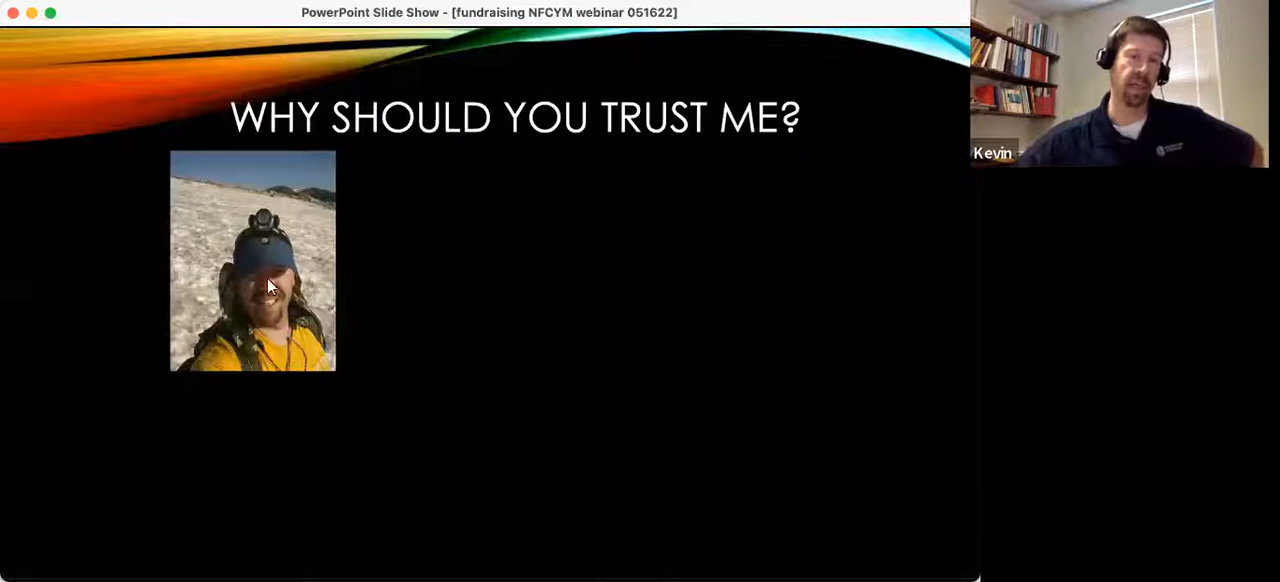 PowerPoint Slide Show - [fundraising NFCYM webinar 051622]
WHY SHOULD YOU TRUST ME?
Kevin